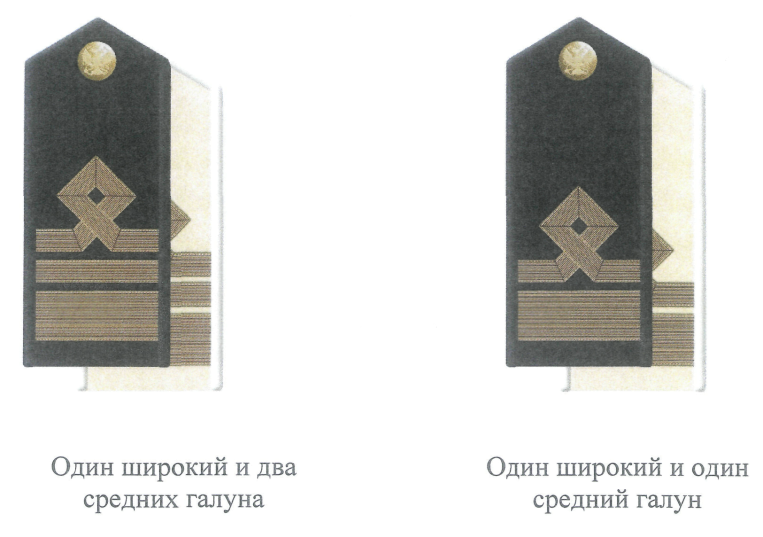 Один широкий и два
средних галуна
Один широкий и один
средний галун